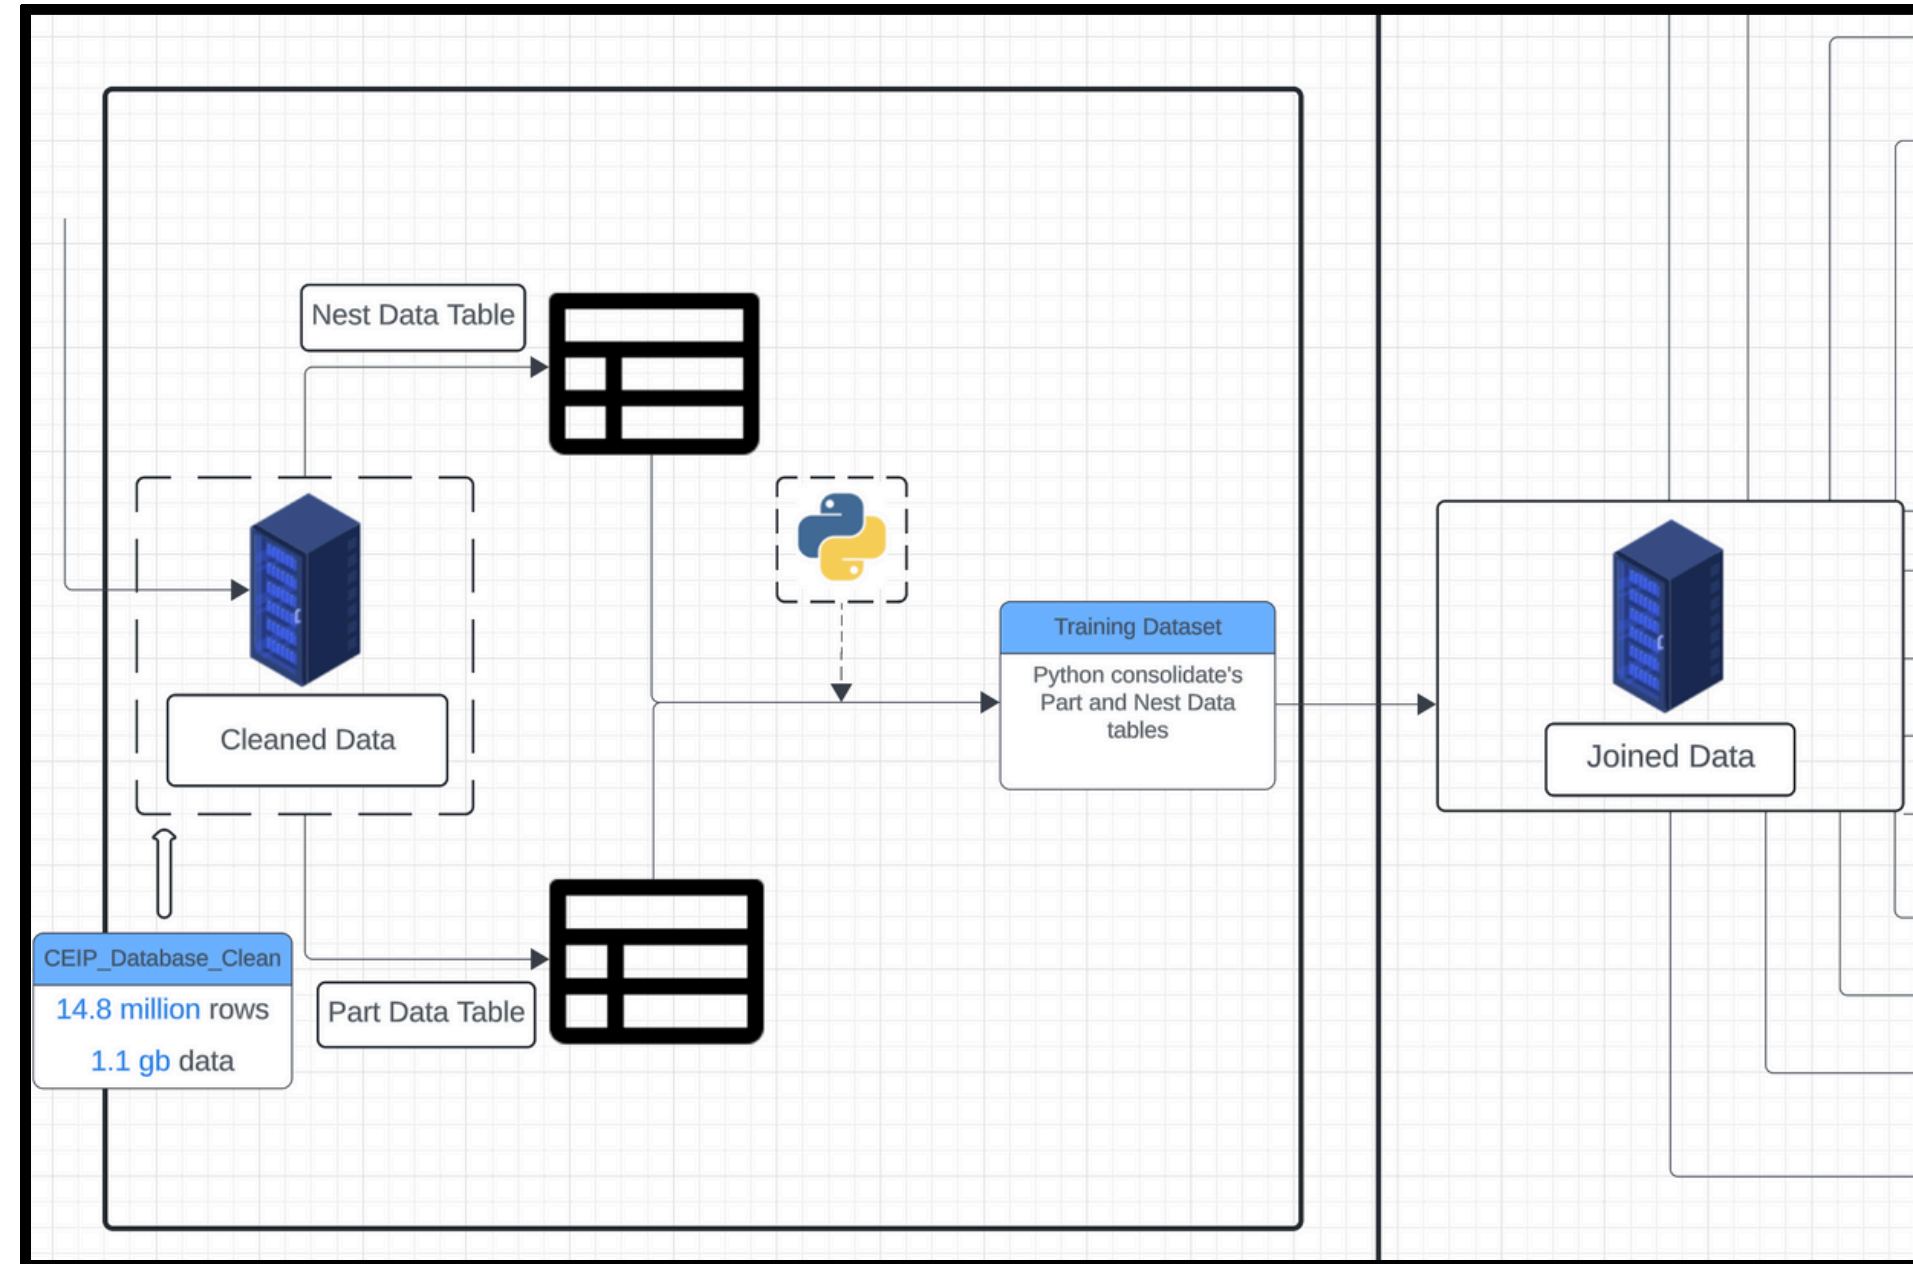 Nest Data Table
Cleaned Data
CEIP_Database_Clean
14.8 million rows
1.1 gb data
Part Data Table
Training Dataset
Python consolidate's
Part and Nest Data
tables
Joined Data